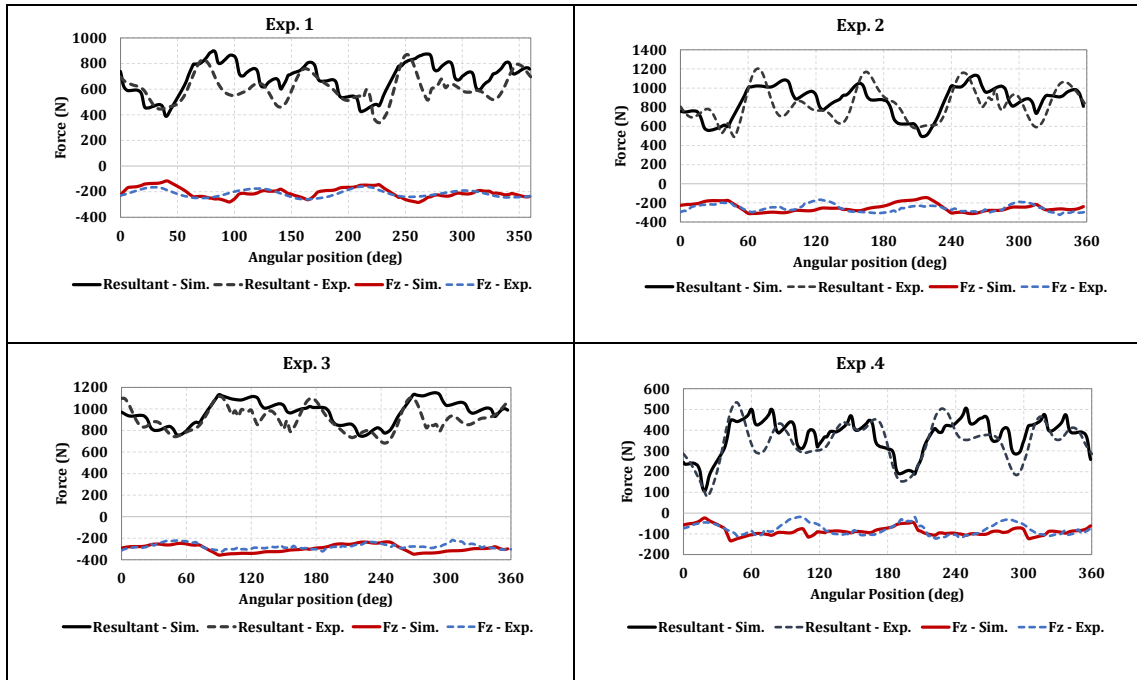 Exp. 1
1000
800
600
400
200
0
-200
-400
Force (N)
0 50 100 150 200 250 300 350
Angular position (deg)
Resultant - Sim. Resultant - Exp. Fz - Sim. Fz - Exp.
Exp. 2
1400
1200
1000
800
600
400
200
0
-200
-400
Force (N)
0 60 120 180 240 300 360
Angular position (deg)
Resultant - Sim. Resultant - Exp. Fz - Sim. Fz - Exp.
Exp. 3
1200
1000
800
600
400
200
0
-200
-400
Force (N)
0 60 120 180 240 300 360
Angular position (deg)
Resultant - Sim. Resultant - Exp. Fz - Sim. Fz - Exp.
Exp .4
600
500
400
300
200
100
0
-100
-200
Force (N)
0 60 120 180 240 300 360
Angular Position (deg)
Resultant - Sim. Resultant - Exp. Fz - Sim. Fz - Exp.